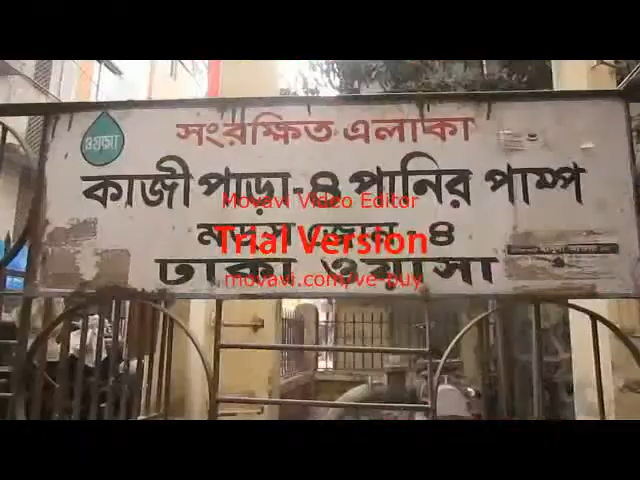 ওয়াসা
সংরক্ষিত এলাকা
কাজী পাড়া-৪ পানির পাম্প
Movavi Video Editor
মডস জোন-৪
Trial Version
ঢাকা ওয়াসা
movavi.com/ve-buy